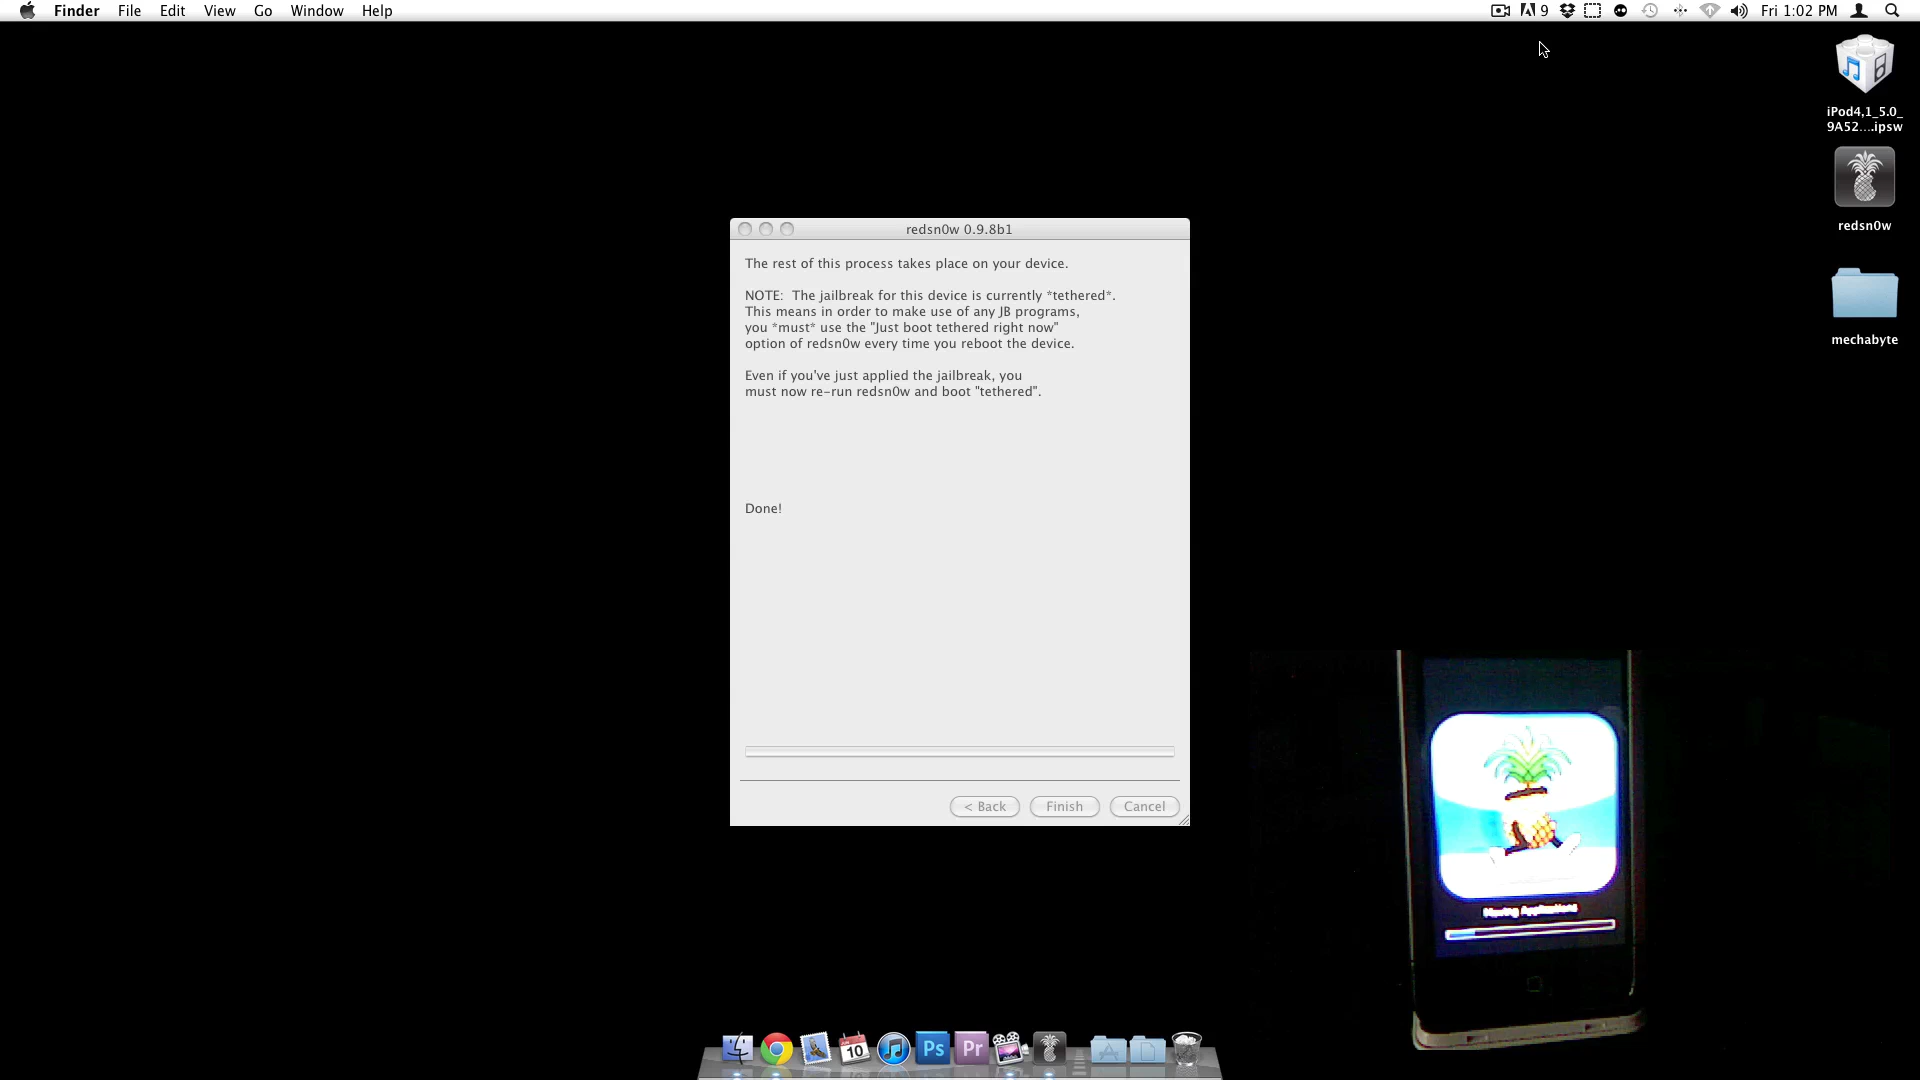 Finder File Edit View Go Window Help
9 Fri 1:02 PM
iPod4,1_5.0_
9A52....ipsw
redsn0w
mechabyte
redsn0w 0.9.8b1
The rest of this process takes place on your device.
NOTE:  The jailbreak for this device is currently *tethered*.
This means in order to make use of any JB programs,
you *must* use the "Just boot tethered right now"
option of redsn0w every time you reboot the device.
Even if you've just applied the jailbreak, you
must now re-run redsn0w and boot "tethered".
Done!
< Back Finish Cancel
Moving Applications
10 Ps Pr